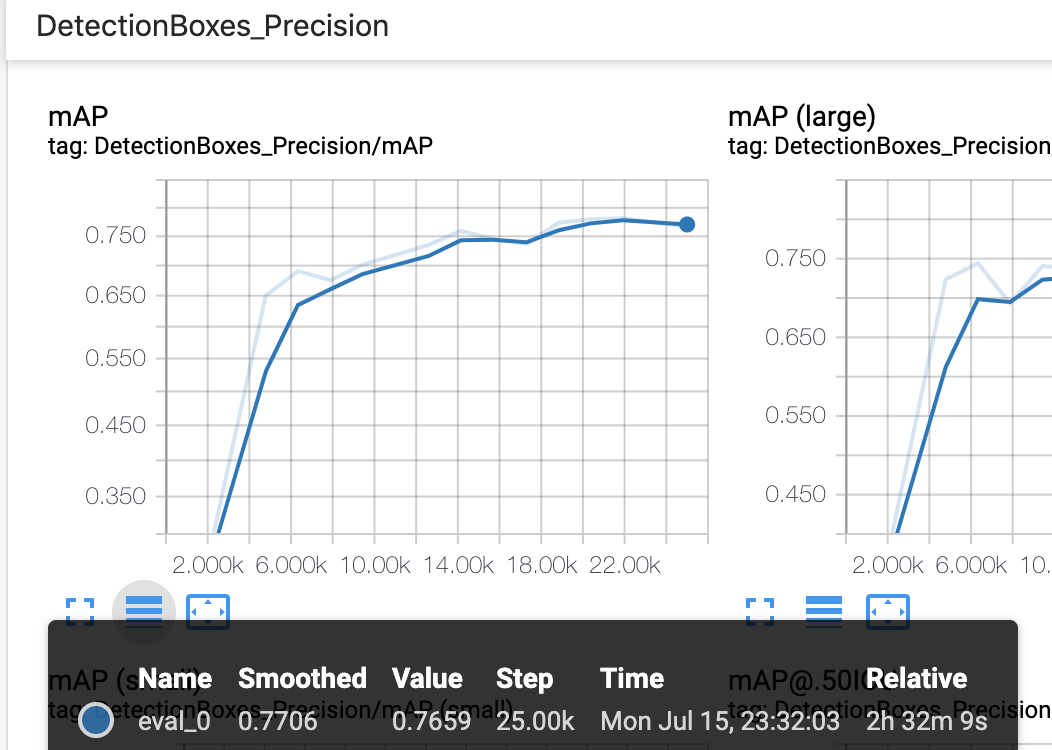 DetectionBoxes_Precision
mAP
tag: DetectionBoxes_Precision/mAP
0.750
0.650
0.550
0.450
0.350
2.000k 6.000k 10.00k 14.00k 18.00k 22.00k
mAP (large)
tag: DetectionBoxes_Precision
0.750
0.650
0.550
0.450
2.000k 6.000k 10.
mAP (small)
tag: DetectionBoxes_Precision/mAP (small)
mAP@.50IOU
tag: DetectionBoxes_Precision
Name Smoothed Value Step Time Relative
eval_0 0.7706 0.7659 25.00k Mon Jul 15, 23:32:03 2h 32m 9s